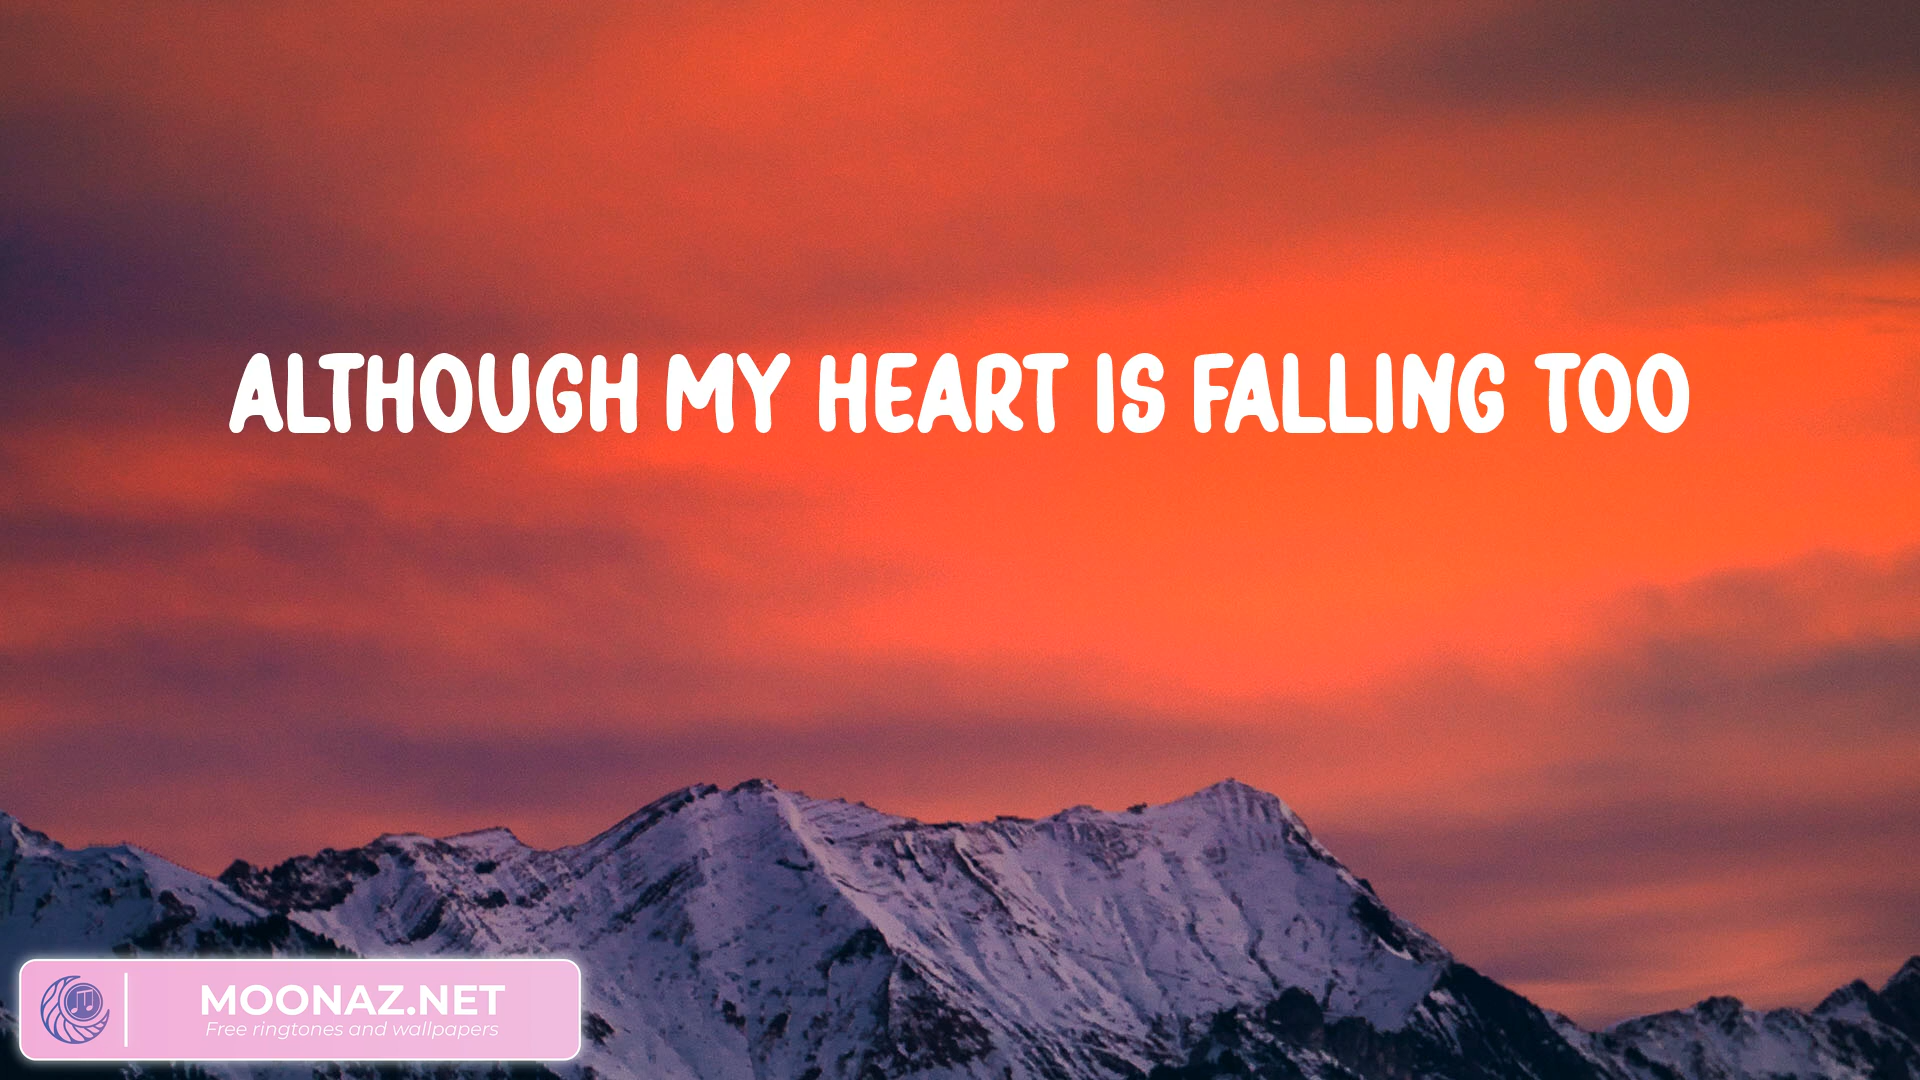 ALTHOUGH MY HEART IS FALLING TOO
MOONAZ.NET
Free ringtones and wallpapers